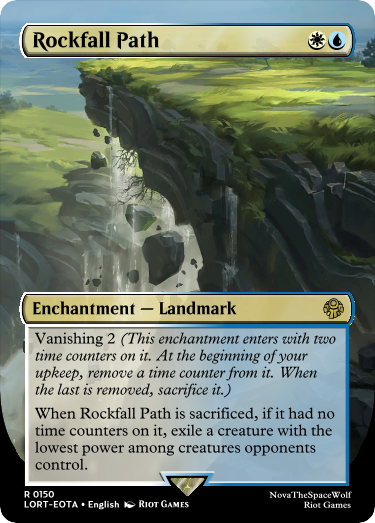 Rockfall Path
Enchantment — Landmark
Vanishing 2 (This enchantment enters with two
time counters on it. At the beginning of your
upkeep, remove a time counter from it. When
the last is removed, sacrifice it.)
When Rockfall Path is sacrificed, if it had no
time counters on it, exile a creature with the
lowest power among creatures opponents
control.
R 0150
LORT-EOTA • English Riot Games
NovaTheSpaceWolf
Riot Games